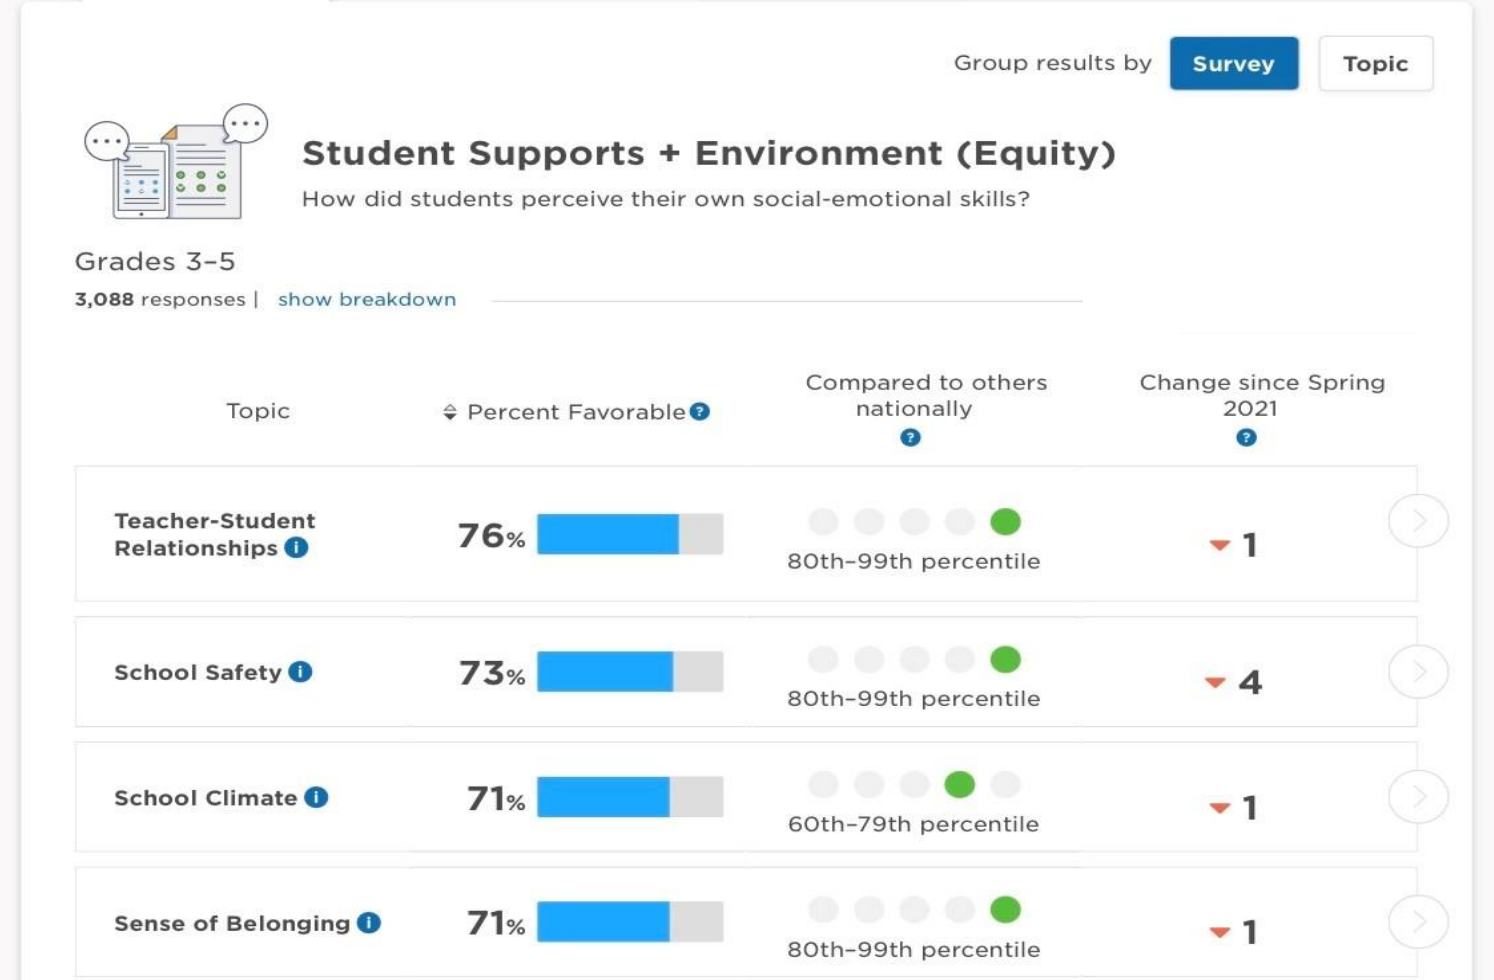 Group results by Survey Topic
Student Supports + Environment (Equity)
How did students perceive their own social-emotional skills?
Grades 3–5
3,088 responses | show breakdown
Topic
Percent Favorable ?
Compared to others
nationally
?
Change since Spring
2021
?
Teacher-Student
Relationships i
76%
80th–99th percentile
1
School Safety i
73%
80th–99th percentile
4
School Climate i
71%
60th–79th percentile
1
Sense of Belonging i
71%
80th–99th percentile
1